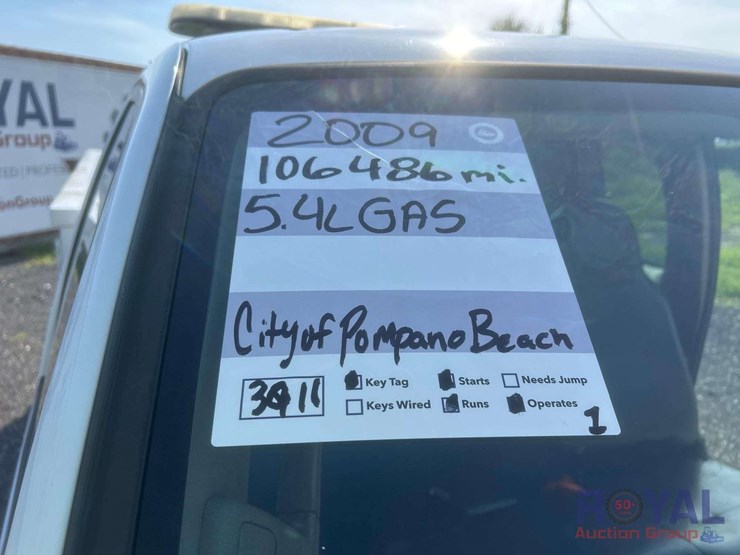 2009
106486 mi.
5.4L GAS
City of Pompano Beach
Key Tag Starts Needs Jump
Keys Wired Runs Operates
1
YAL
Group
ROYAL
50
Auction Group